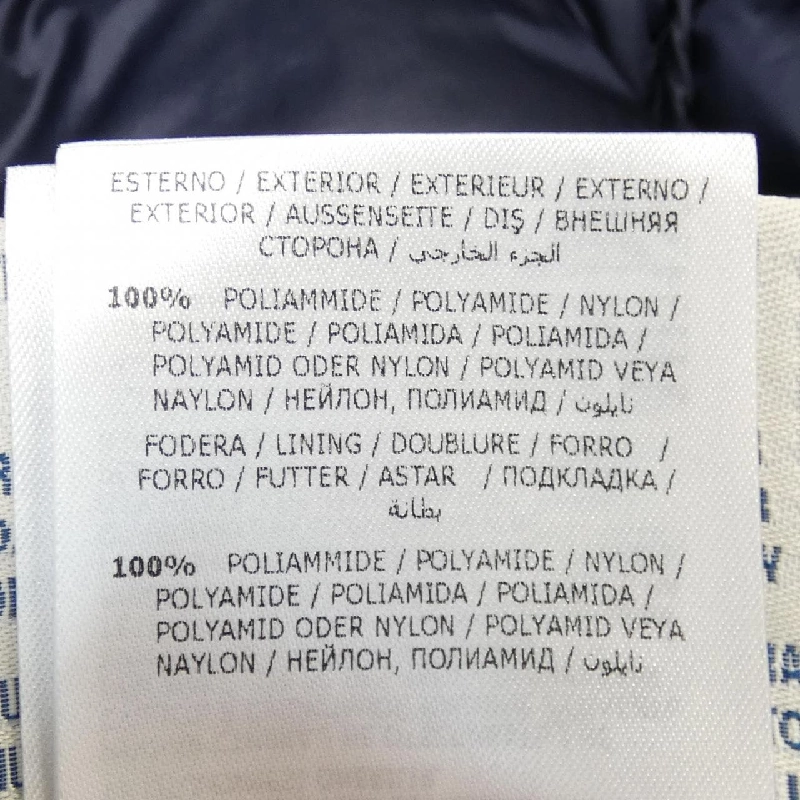 ESTERNO / EXTERIOR / EXTERIEUR / EXTERNO /
EXTERIOR / AUSSENSEITE / DIŞ / ВНЕШНЯЯ
СТОРОНА / الجزء الخارجي
100% POLIAMMIDE / POLYAMIDE / NYLON /
POLYAMIDE / POLIAMIDA / POLIAMIDA /
POLYAMID ODER NYLON / POLYAMID VEYA
NAYLON / НЕЙЛОН, ПОЛИАМИД / نايلون
FODERA / LINING / DOUBLURE / FORRO /
FORRO / FUTTER / ASTAR / ПОДКЛАДКА /
بطانة
100% POLIAMMIDE / POLYAMIDE / NYLON /
POLYAMIDE / POLIAMIDA / POLIAMIDA /
POLYAMID ODER NYLON / POLYAMID VEYA
NAYLON / НЕЙЛОН, ПОЛИАМИД / نايلون